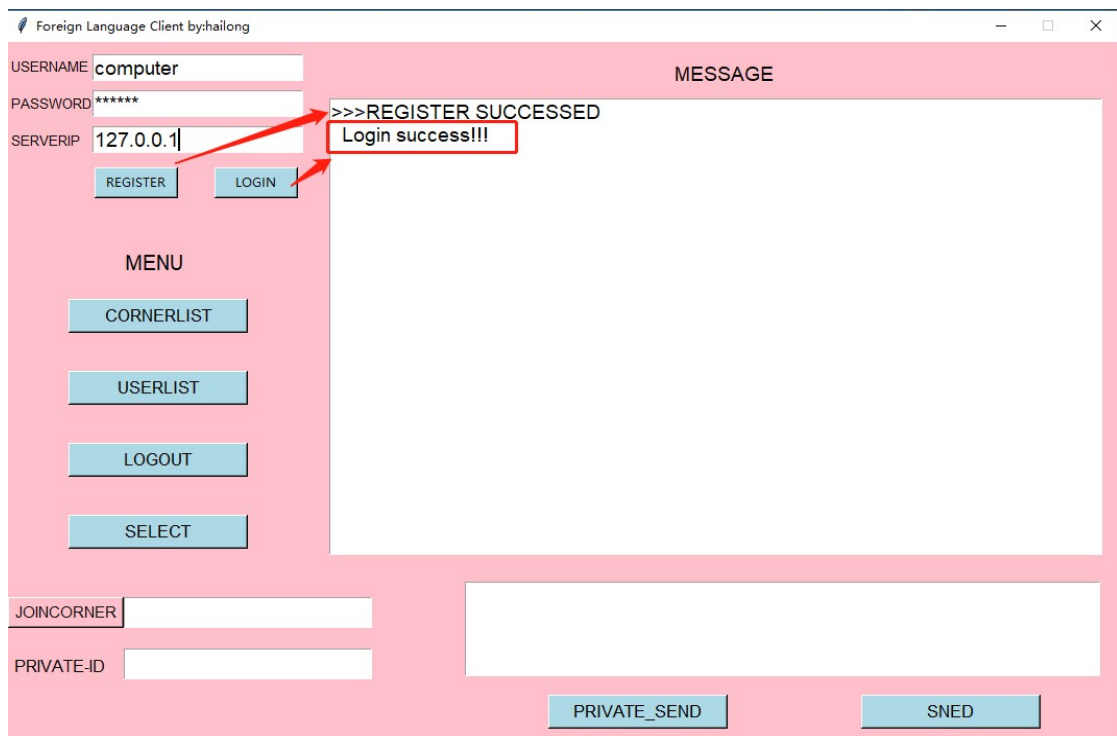 Foreign Language Client by:hailong
USERNAME computer
PASSWORD ******
SERVERIP 127.0.0.1
REGISTER LOGIN
MESSAGE
>>>REGISTER SUCCESSED
Login success!!!
MENU
CORNERLIST
USERLIST
LOGOUT
SELECT
JOINCORNER
PRIVATE-ID
PRIVATE_SEND SNED